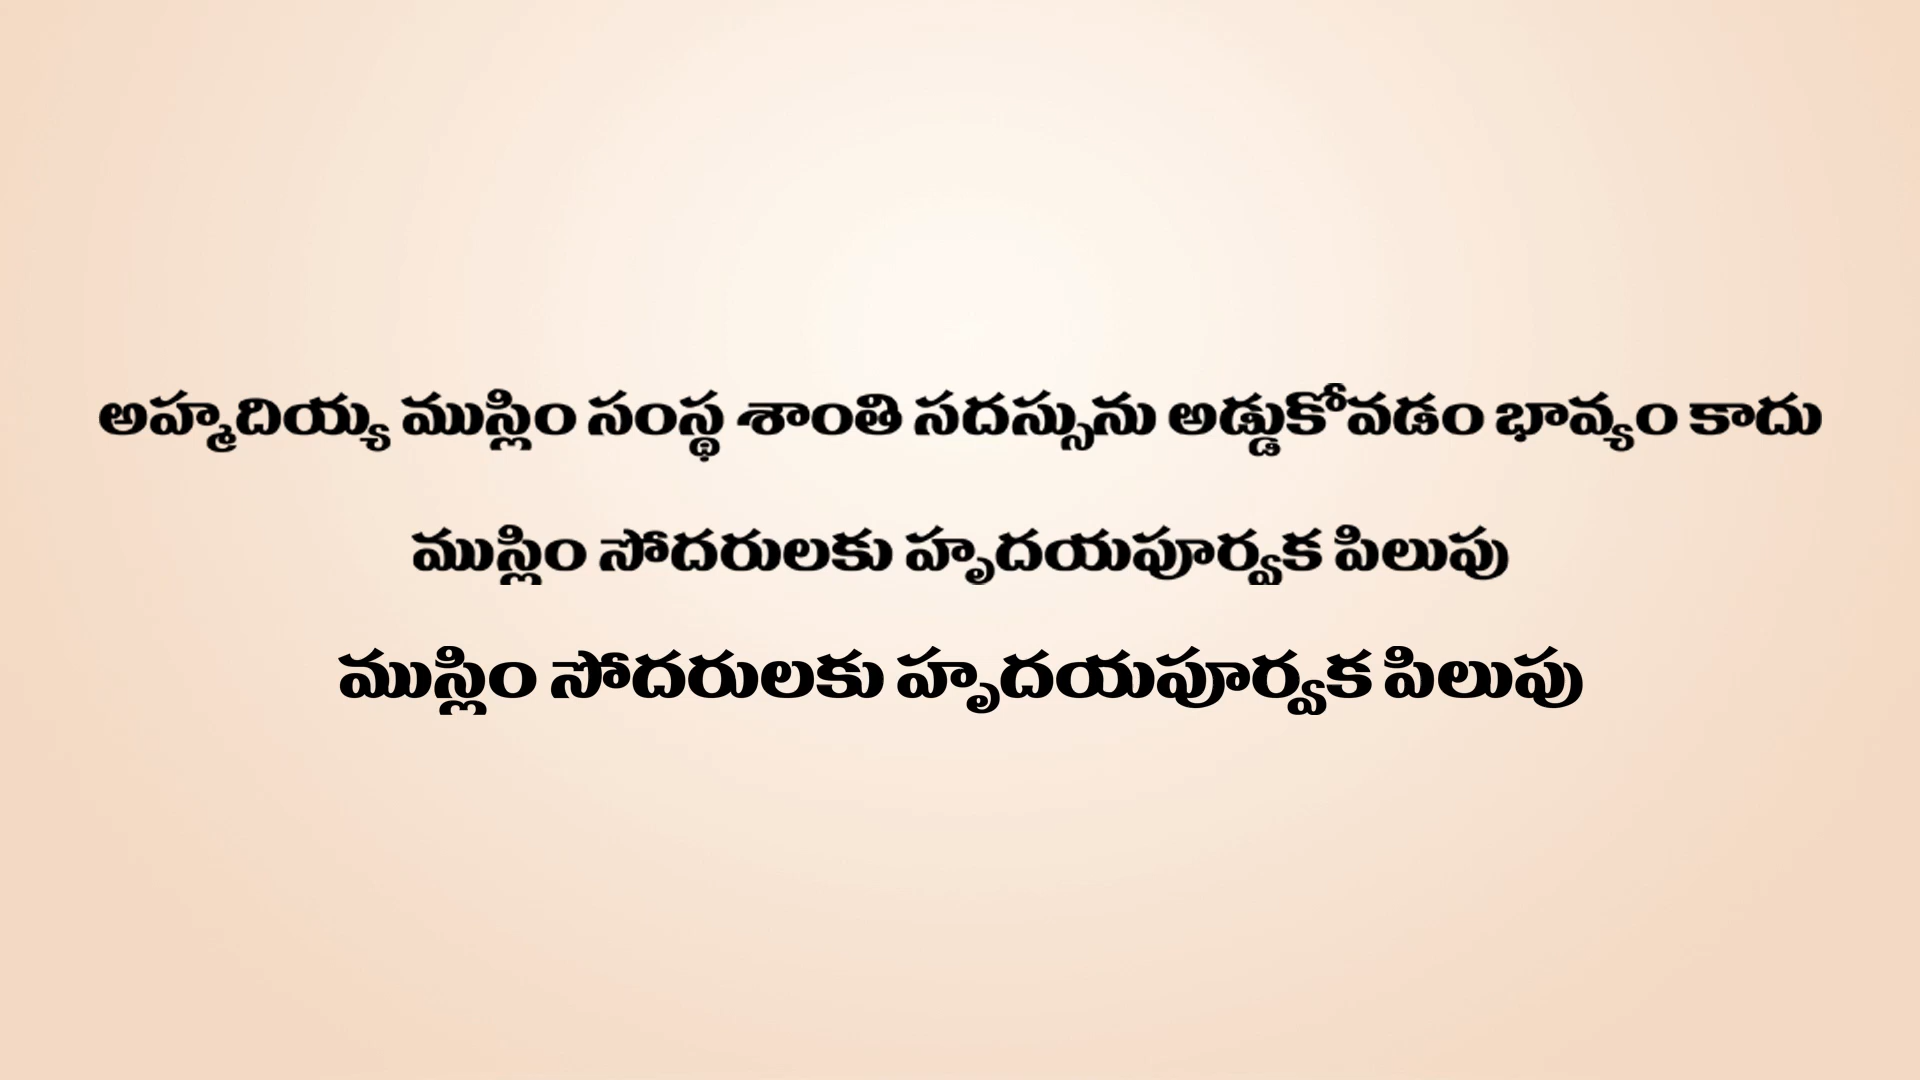 అహ్మదియ్య ముస్లిం సంస్థ శాంతి సదస్సును అడ్డుకోవడం భావ్యం కాదు
ముస్లిం సోదరులకు హృదయపూర్వక పిలుపు
ముస్లిం సోదరులకు హృదయపూర్వక పిలుపు